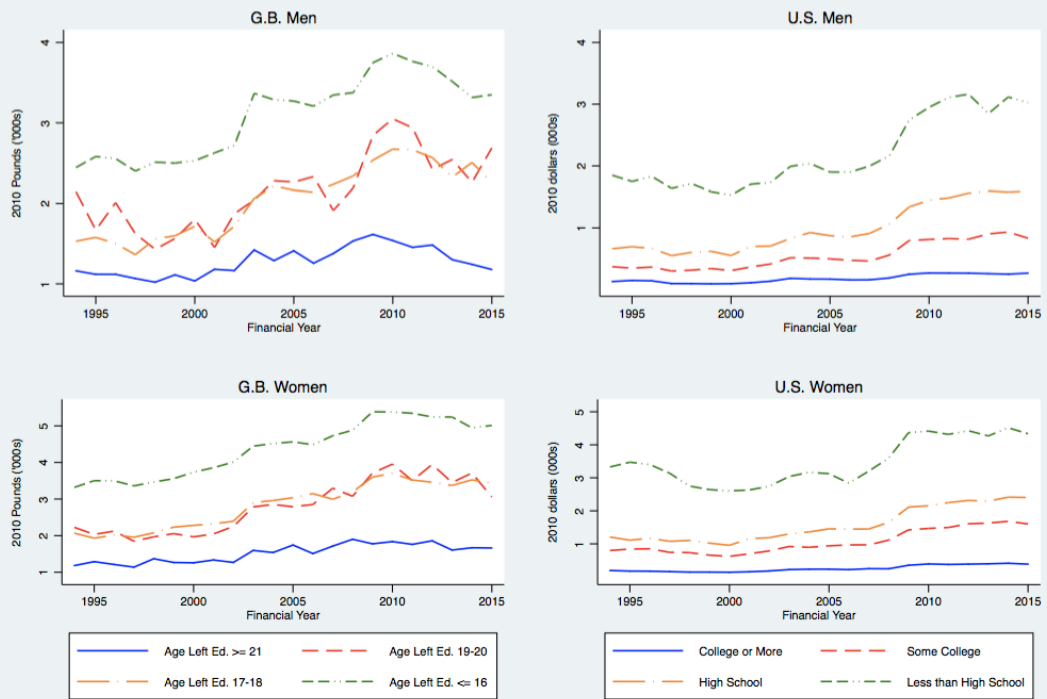 G.B. Men
2010 Pounds ('000s)
4
3
2
1
1995 2000 2005 2010 2015
Financial Year
U.S. Men
2010 dollars (000s)
4
3
2
1
1995 2000 2005 2010 2015
Financial Year
G.B. Women
2010 Pounds ('000s)
5
4
3
2
1
1995 2000 2005 2010 2015
Financial Year
U.S. Women
2010 dollars (000s)
5
4
3
2
1
1995 2000 2005 2010 2015
Financial Year
Age Left Ed. >= 21 Age Left Ed. 19-20
Age Left Ed. 17-18 Age Left Ed. <= 16
College or More Some College
High School Less than High School